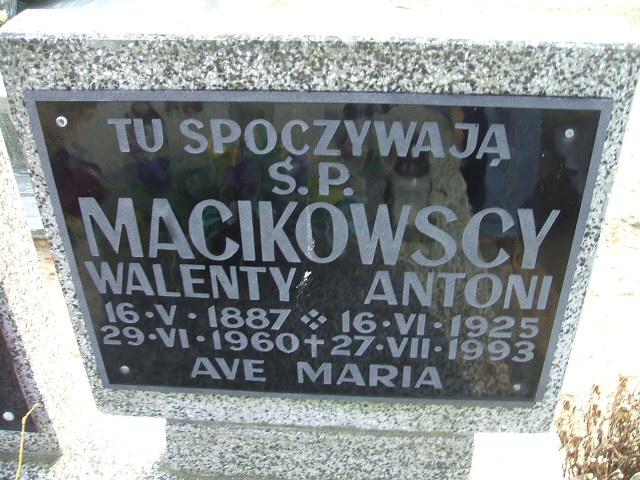 TU SPOCZYWAJĄ
Ś.P.
MACIKOWSCY
WALENTY ANTONI
16·V·1887 ※ 16·VI·1925
29·VI·1960 † 27·VII·1993
AVE MARIA